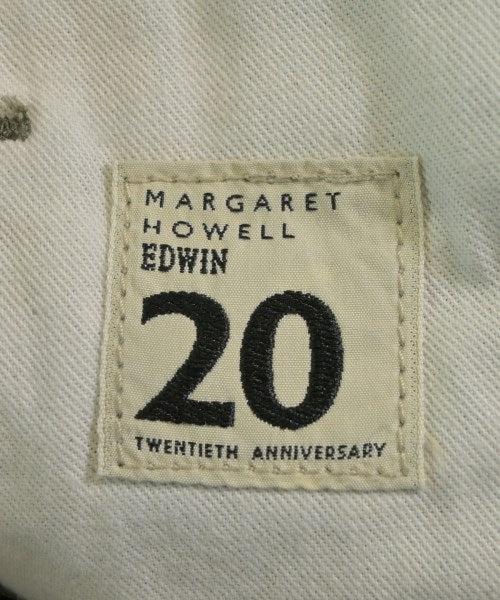 MARGARET
HOWELL
EDWIN
20
TWENTIETH ANNIVERSARY